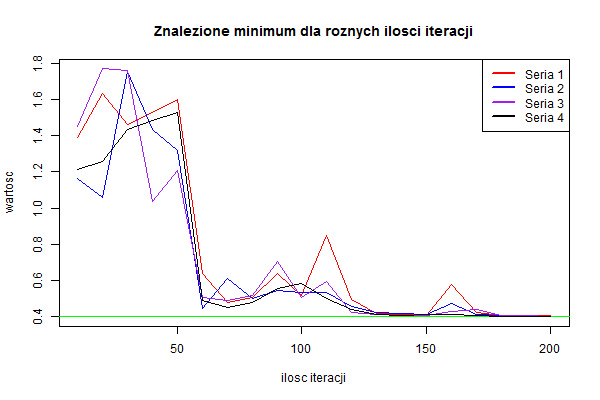 Znalezione minimum dla roznych ilosci iteracji
wartosc
1.8
1.6
1.4
1.2
1.0
0.8
0.6
0.4
Seria 1
Seria 2
Seria 3
Seria 4
50
100
150
200
ilosc iteracji